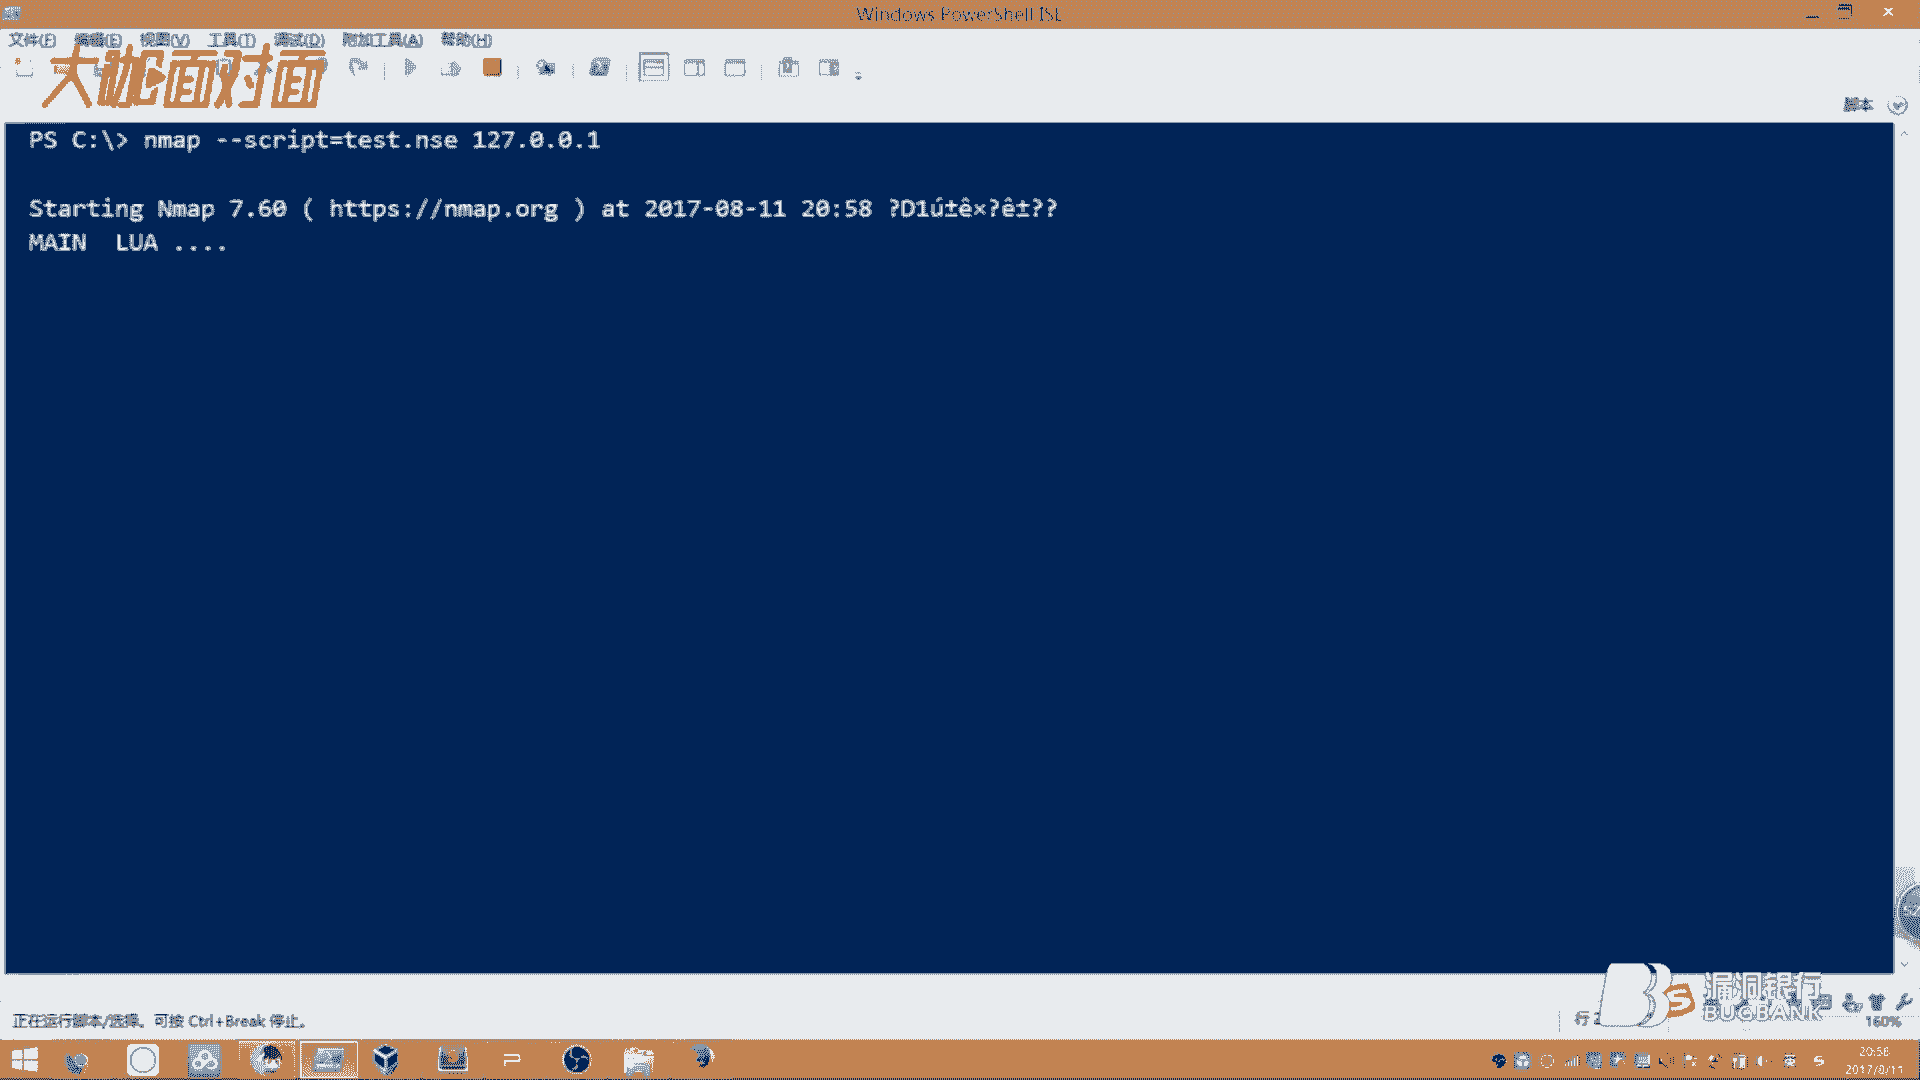 Windows PowerShell ISE
文件(F) 编辑(E) 视图(V) 工具(T) 调试(D) 附加工具(A) 帮助(H)
大咖面对面
脚本
PS C:\> nmap --script=test.nse 127.0.0.1
Starting Nmap 7.60 ( https://nmap.org ) at 2017-08-11 20:58 ?D1ú±ê×?ê±??
MAIN  LUA ....
漏洞银行
BUGBANK
正在运行脚本/选择。可按 Ctrl+Break 停止。
行
160%
20:58
2017/8/11